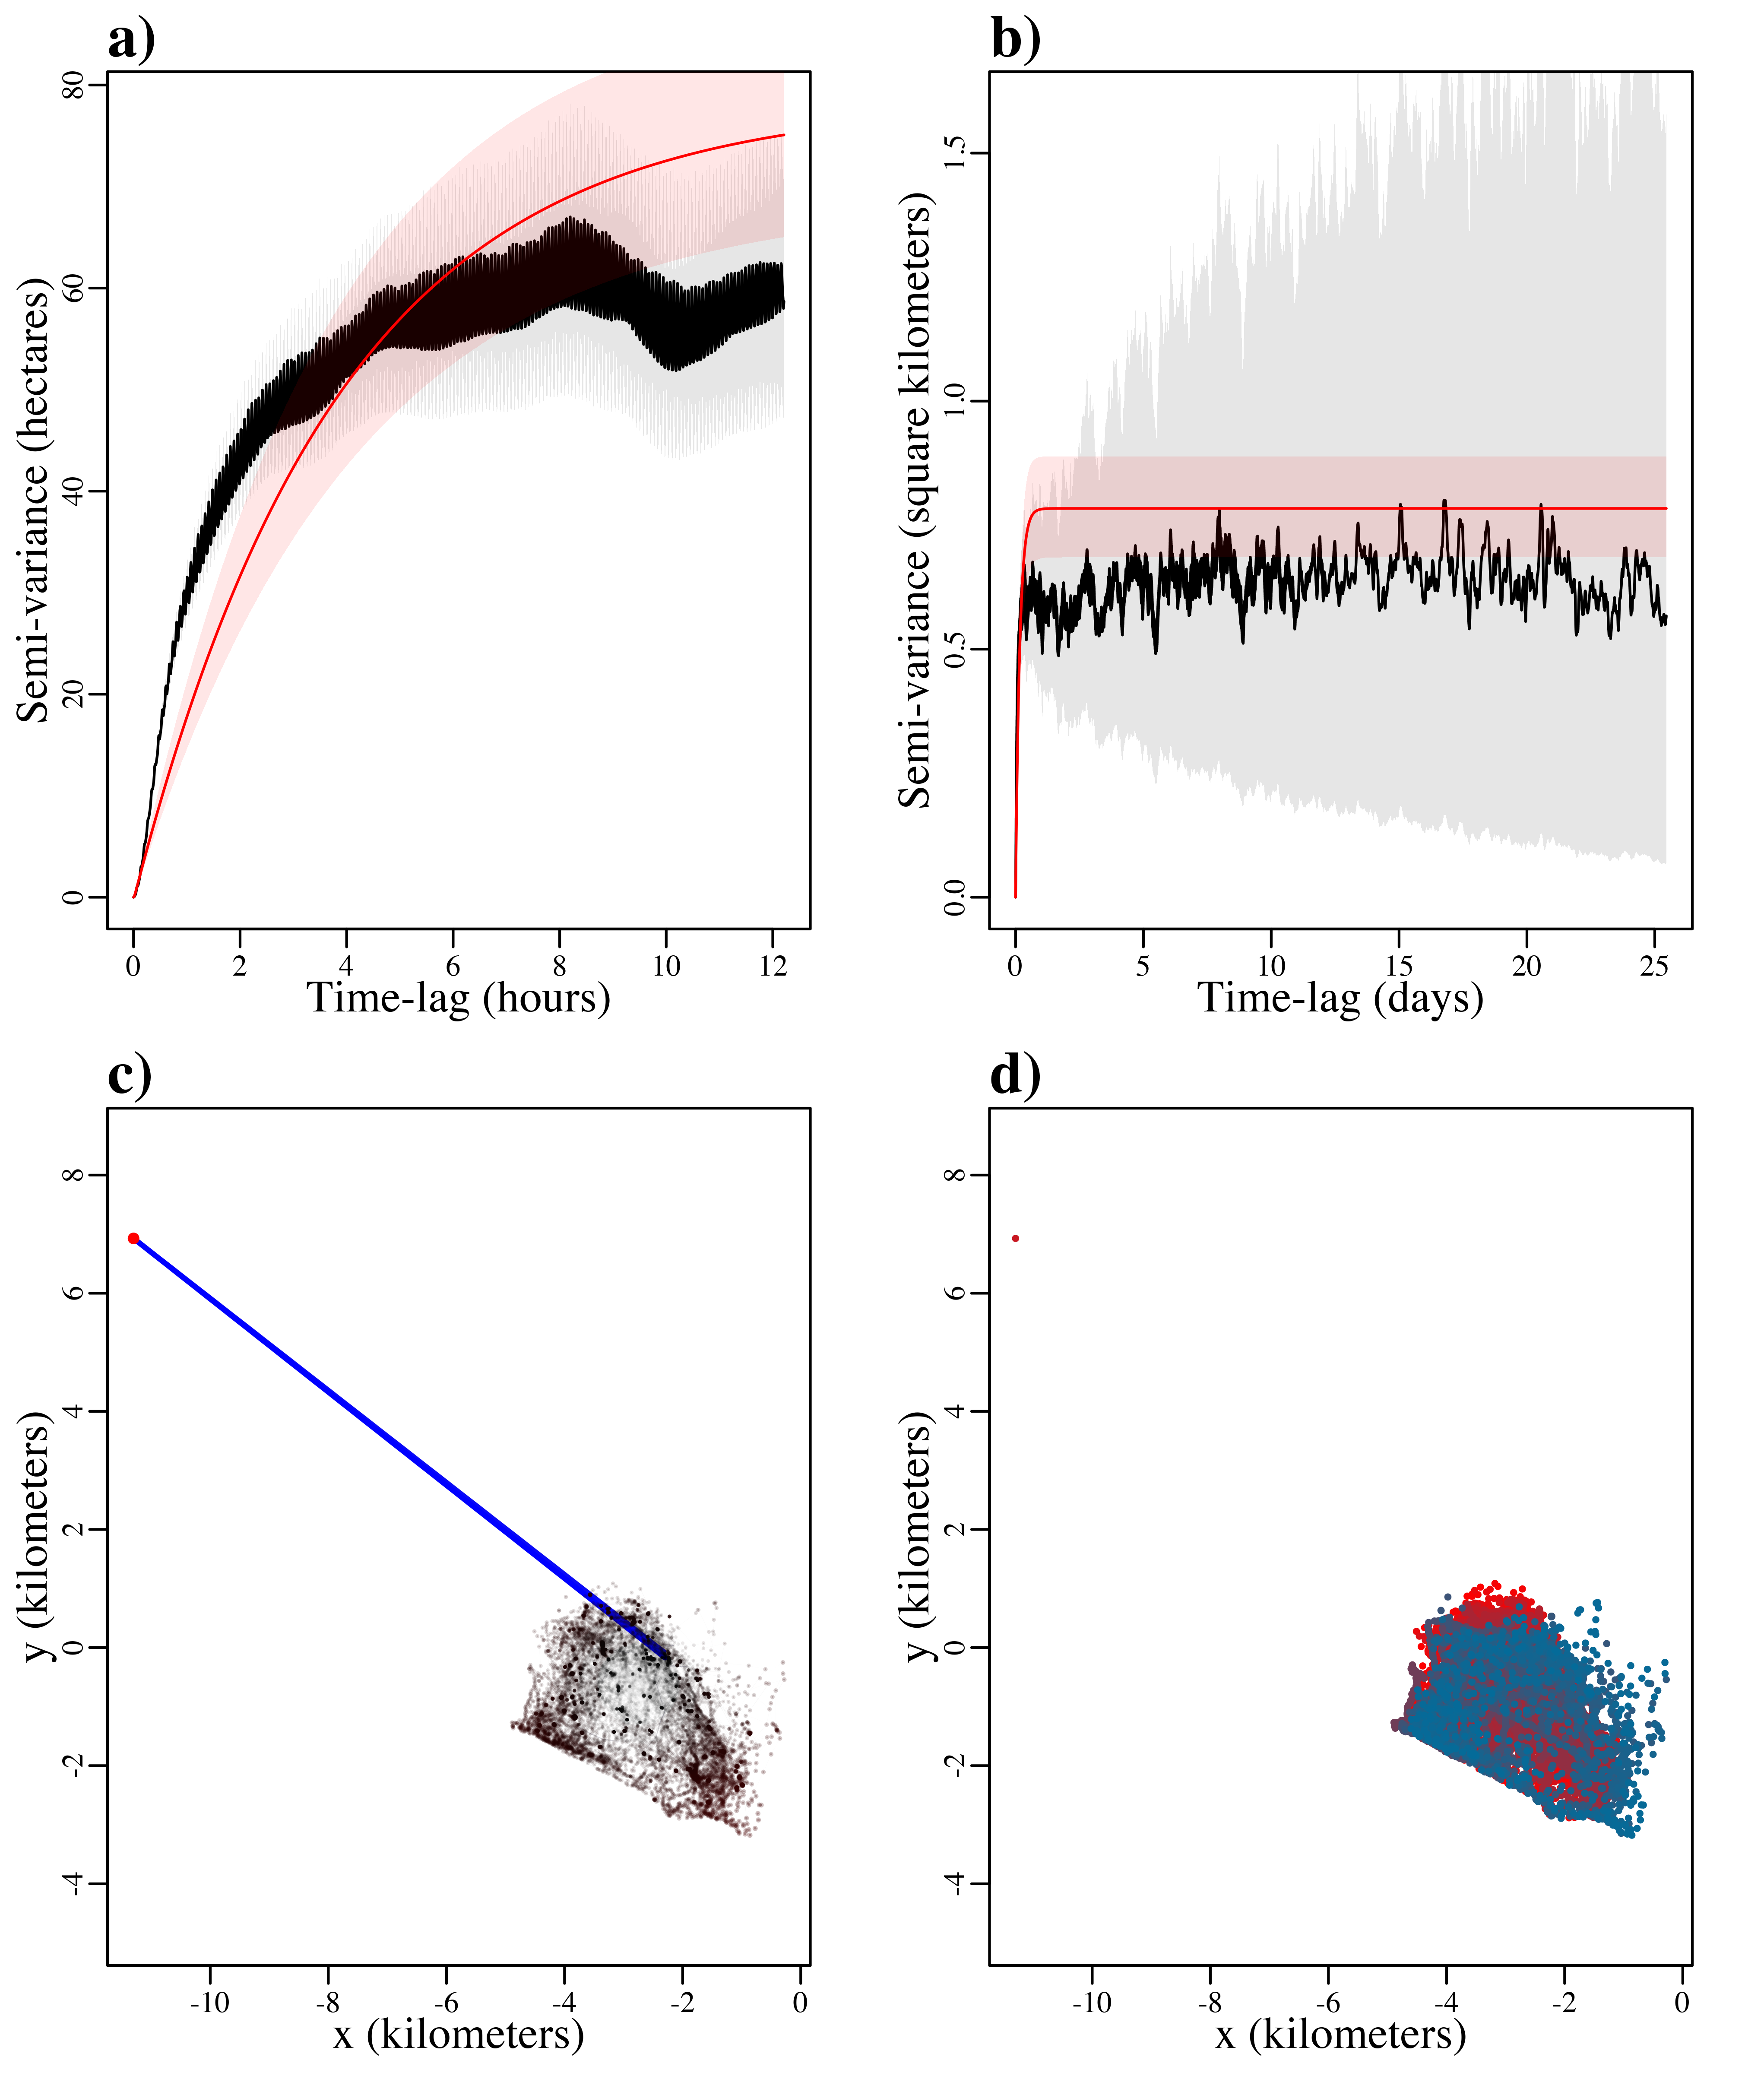 a)
Semi-variance (hectares)
0 20 40 60 80
0 2 4 6 8 10 12
Time-lag (hours)
b)
Semi-variance (square kilometers)
0.0 0.5 1.0 1.5
0 5 10 15 20 25
Time-lag (days)
c)
y (kilometers)
-4 -2 0 2 4 6 8
-10 -8 -6 -4 -2 0
x (kilometers)
d)
y (kilometers)
-4 -2 0 2 4 6 8
-10 -8 -6 -4 -2 0
x (kilometers)